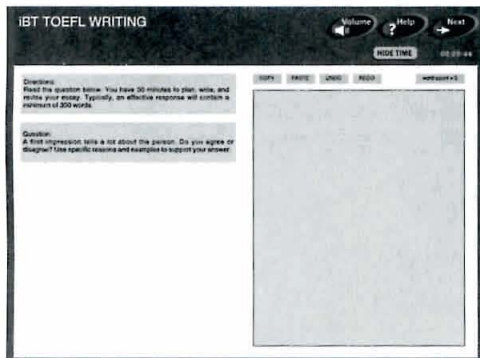 iBT TOEFL WRITING
Volume
Help
Next
HIDE TIME
COPY PASTE UNDO REDO
word count = 0
Directions:
Read the question below. You have 30 minutes to plan, write, and
revise your essay. Typically, an effective response will contain a
minimum of 300 words.
Question:
A first impression tells a lot about the person. Do you agree or
disagree? Use specific reasons and examples to support your answer.